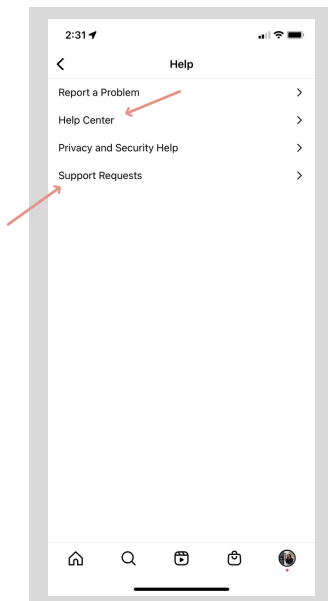 2:31
Help
Report a Problem
Help Center
Privacy and Security Help
Support Requests